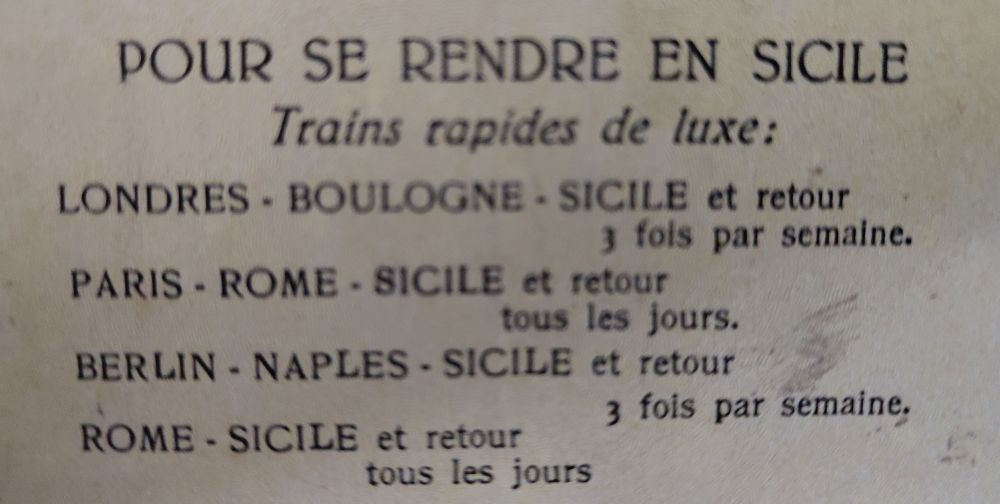 POUR SE RENDRE EN SICILE
Trains rapides de luxe:
LONDRES - BOULOGNE - SICILE et retour
3 fois par semaine.
PARIS - ROME - SICILE et retour
tous les jours.
BERLIN - NAPLES - SICILE et retour
3 fois par semaine.
ROME - SICILE et retour
tous les jours